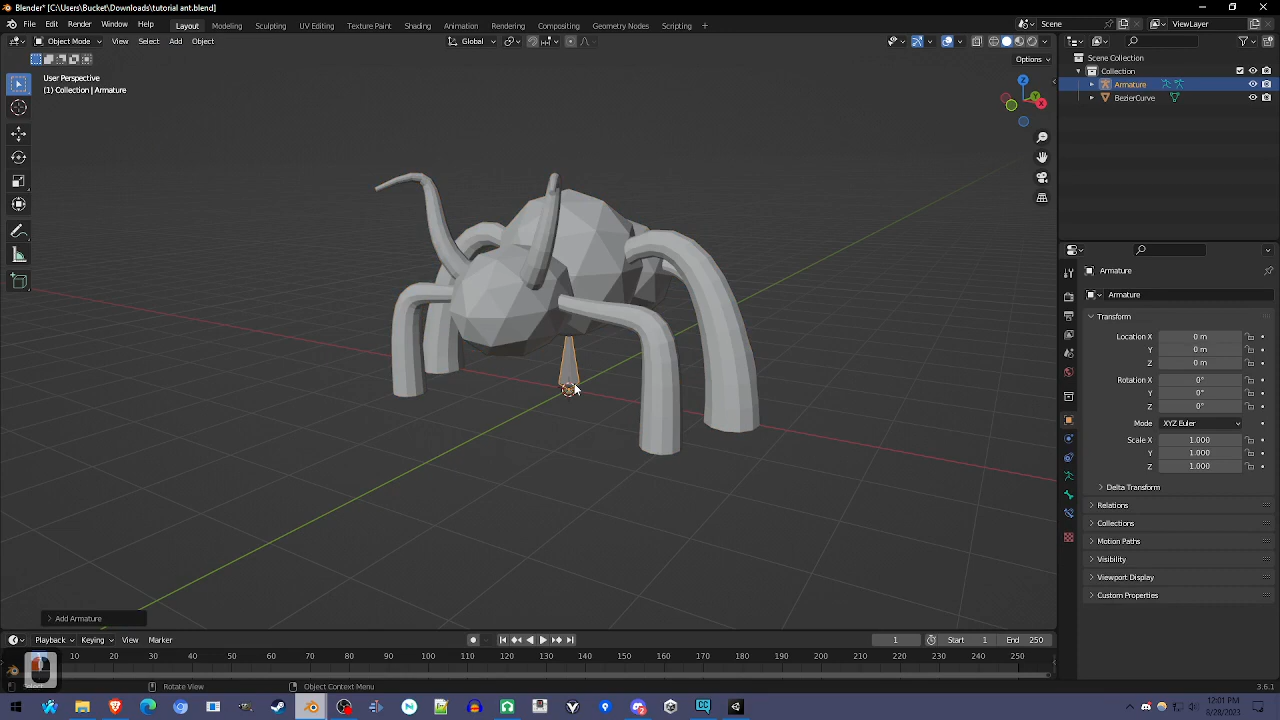 Blender* [C:\Users\Bucket\Downloads\tutorial ant.blend]
File Edit Render Window Help Layout Modeling Sculpting UV Editing Texture Paint Shading Animation Rendering Compositing Geometry Nodes Scripting + Scene ViewLayer
Object Mode View Select Add Object Global
Options
User Perspective
(1) Collection | Armature
Z
Y
X
Scene Collection
Collection
Armature
BezierCurve
Armature
Armature
Transform
Location X 0 m
Y 0 m
Z 0 m
Rotation X 0°
Y 0°
Z 0°
Mode XYZ Euler
Scale X 1.000
Y 1.000
Z 1.000
Delta Transform
Relations
Collections
Motion Paths
Visibility
Viewport Display
Custom Properties
Add Armature
Playback Keying View Marker 1 Start 1 End 250
10 20 30 40 50 60 70 80 90 100 110 120 130 140 150 160 170 180 190 200 210 220 230 240 250
Select Rotate View Object Context Menu 3.6.1
12:01 PM
8/28/2023